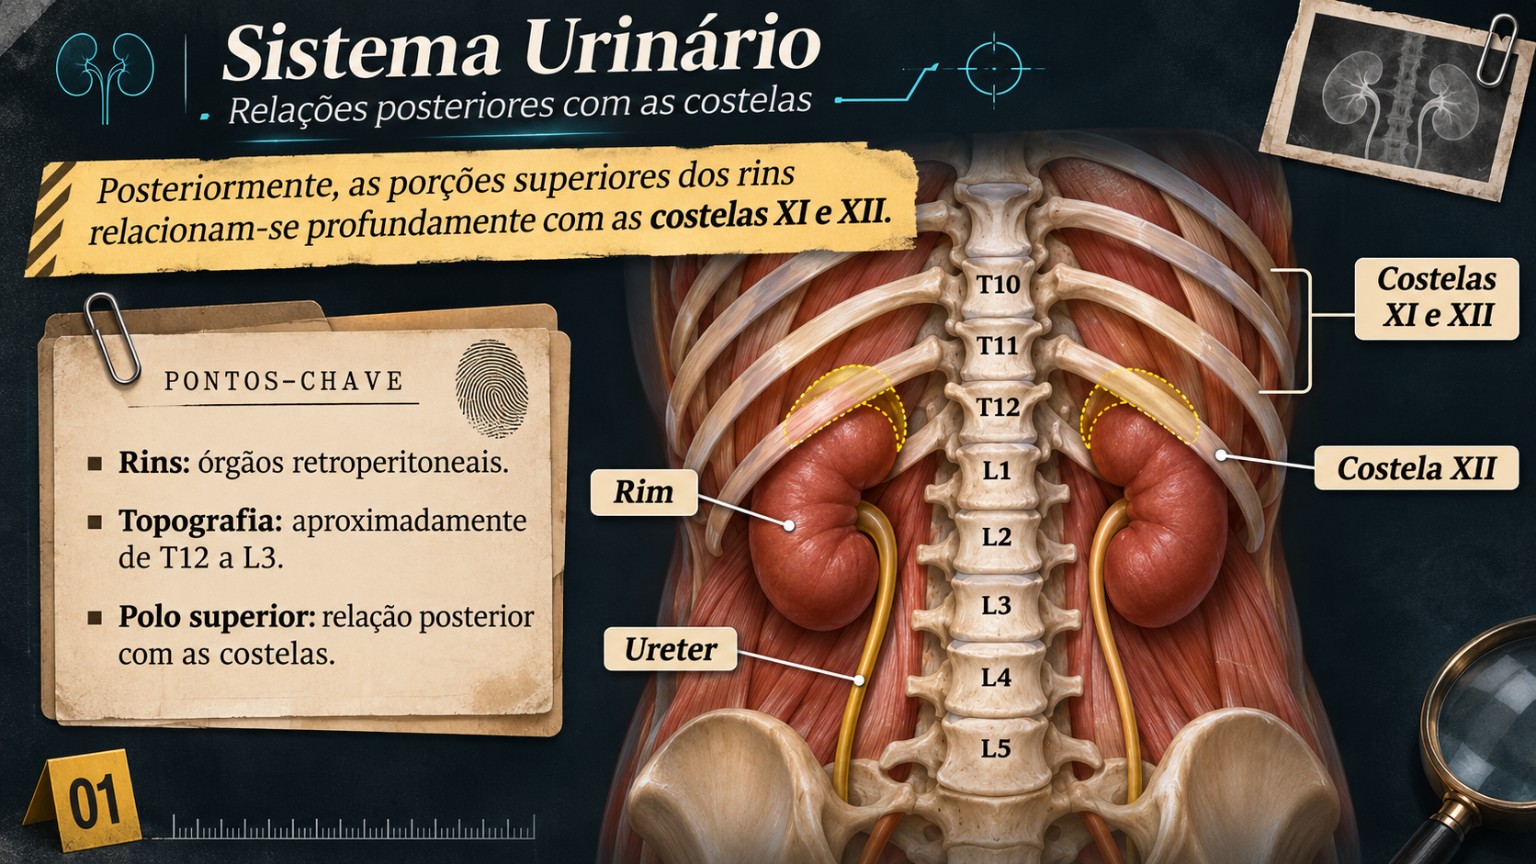 Sistema Urinário
Relações posteriores com as costelas
Posteriormente, as porções superiores dos rins
relacionam-se profundamente com as costelas XI e XII.
PONTOS-CHAVE
Rins: órgãos retroperitoneais.
Topografia: aproximadamente
de T12 a L3.
Polo superior: relação posterior
com as costelas.
01
T10
T11
T12
L1
L2
L3
L4
L5
Rim
Ureter
Costelas
XI e XII
Costela XII